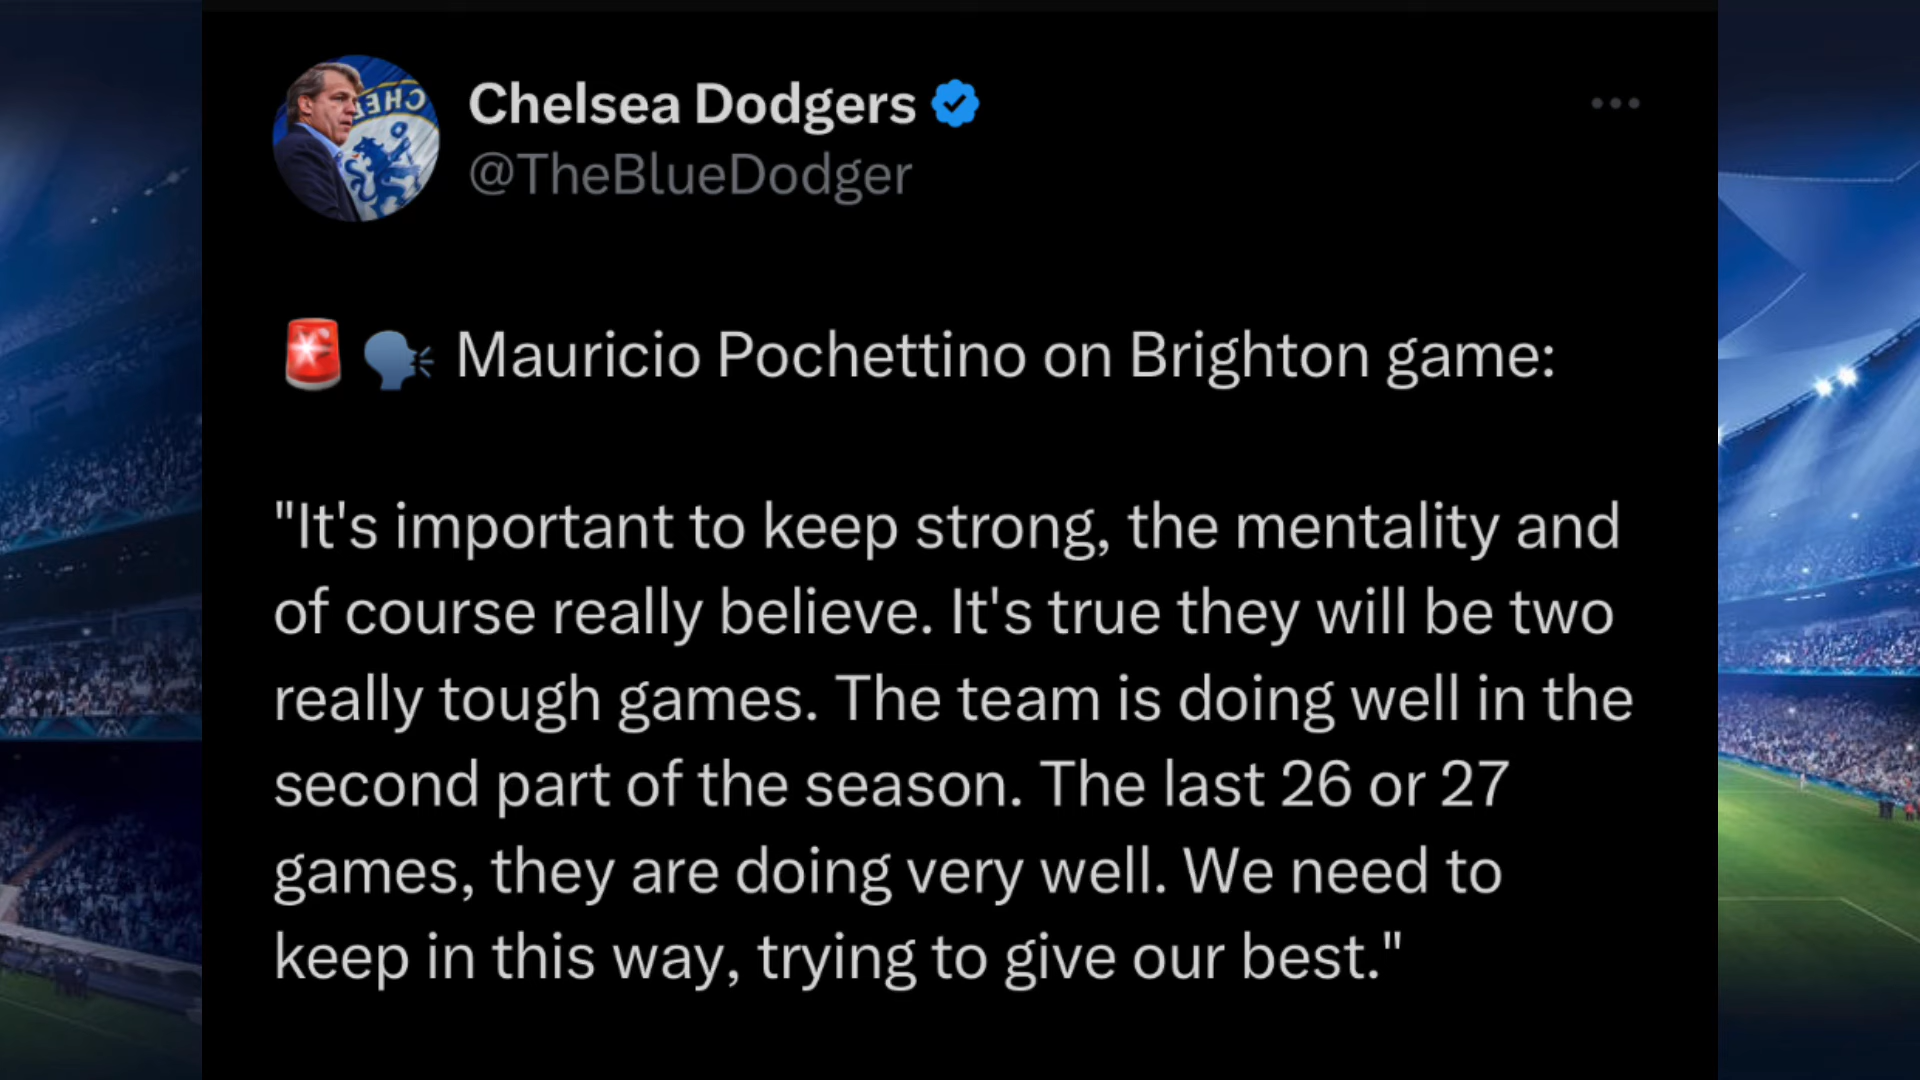 Chelsea Dodgers
@TheBlueDodger
🚨🗣️ Mauricio Pochettino on Brighton game:
"It's important to keep strong, the mentality and
of course really believe. It's true they will be two
really tough games. The team is doing well in the
second part of the season. The last 26 or 27
games, they are doing very well. We need to
keep in this way, trying to give our best."